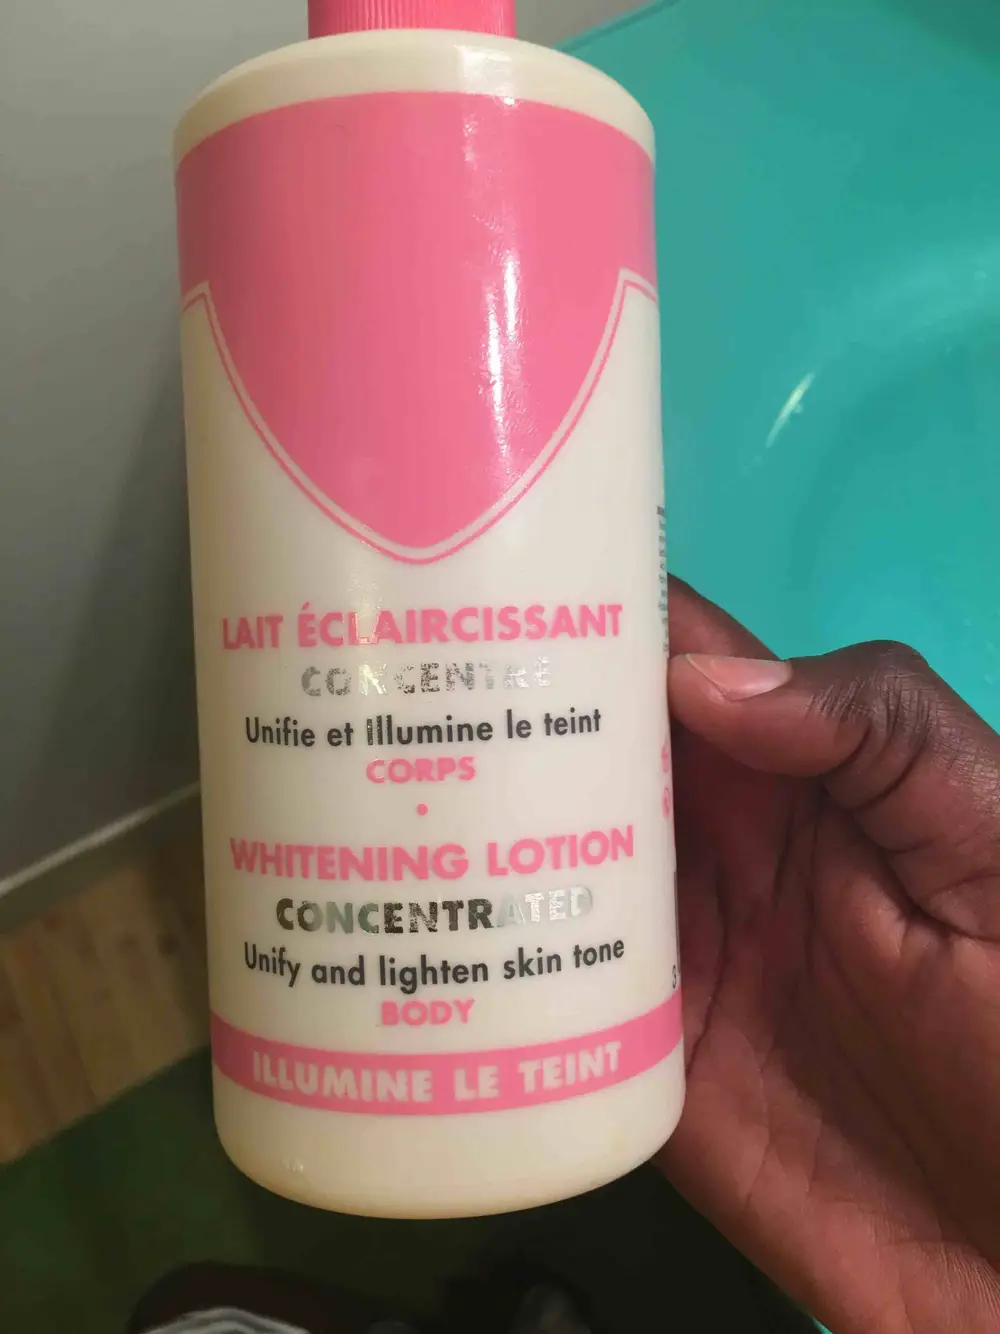 LAIT ÉCLAIRCISSANT
CONCENTRÉ
Unifie et Illumine le teint
CORPS
•
WHITENING LOTION
CONCENTRATED
Unify and lighten skin tone
BODY
ILLUMINE LE TEINT